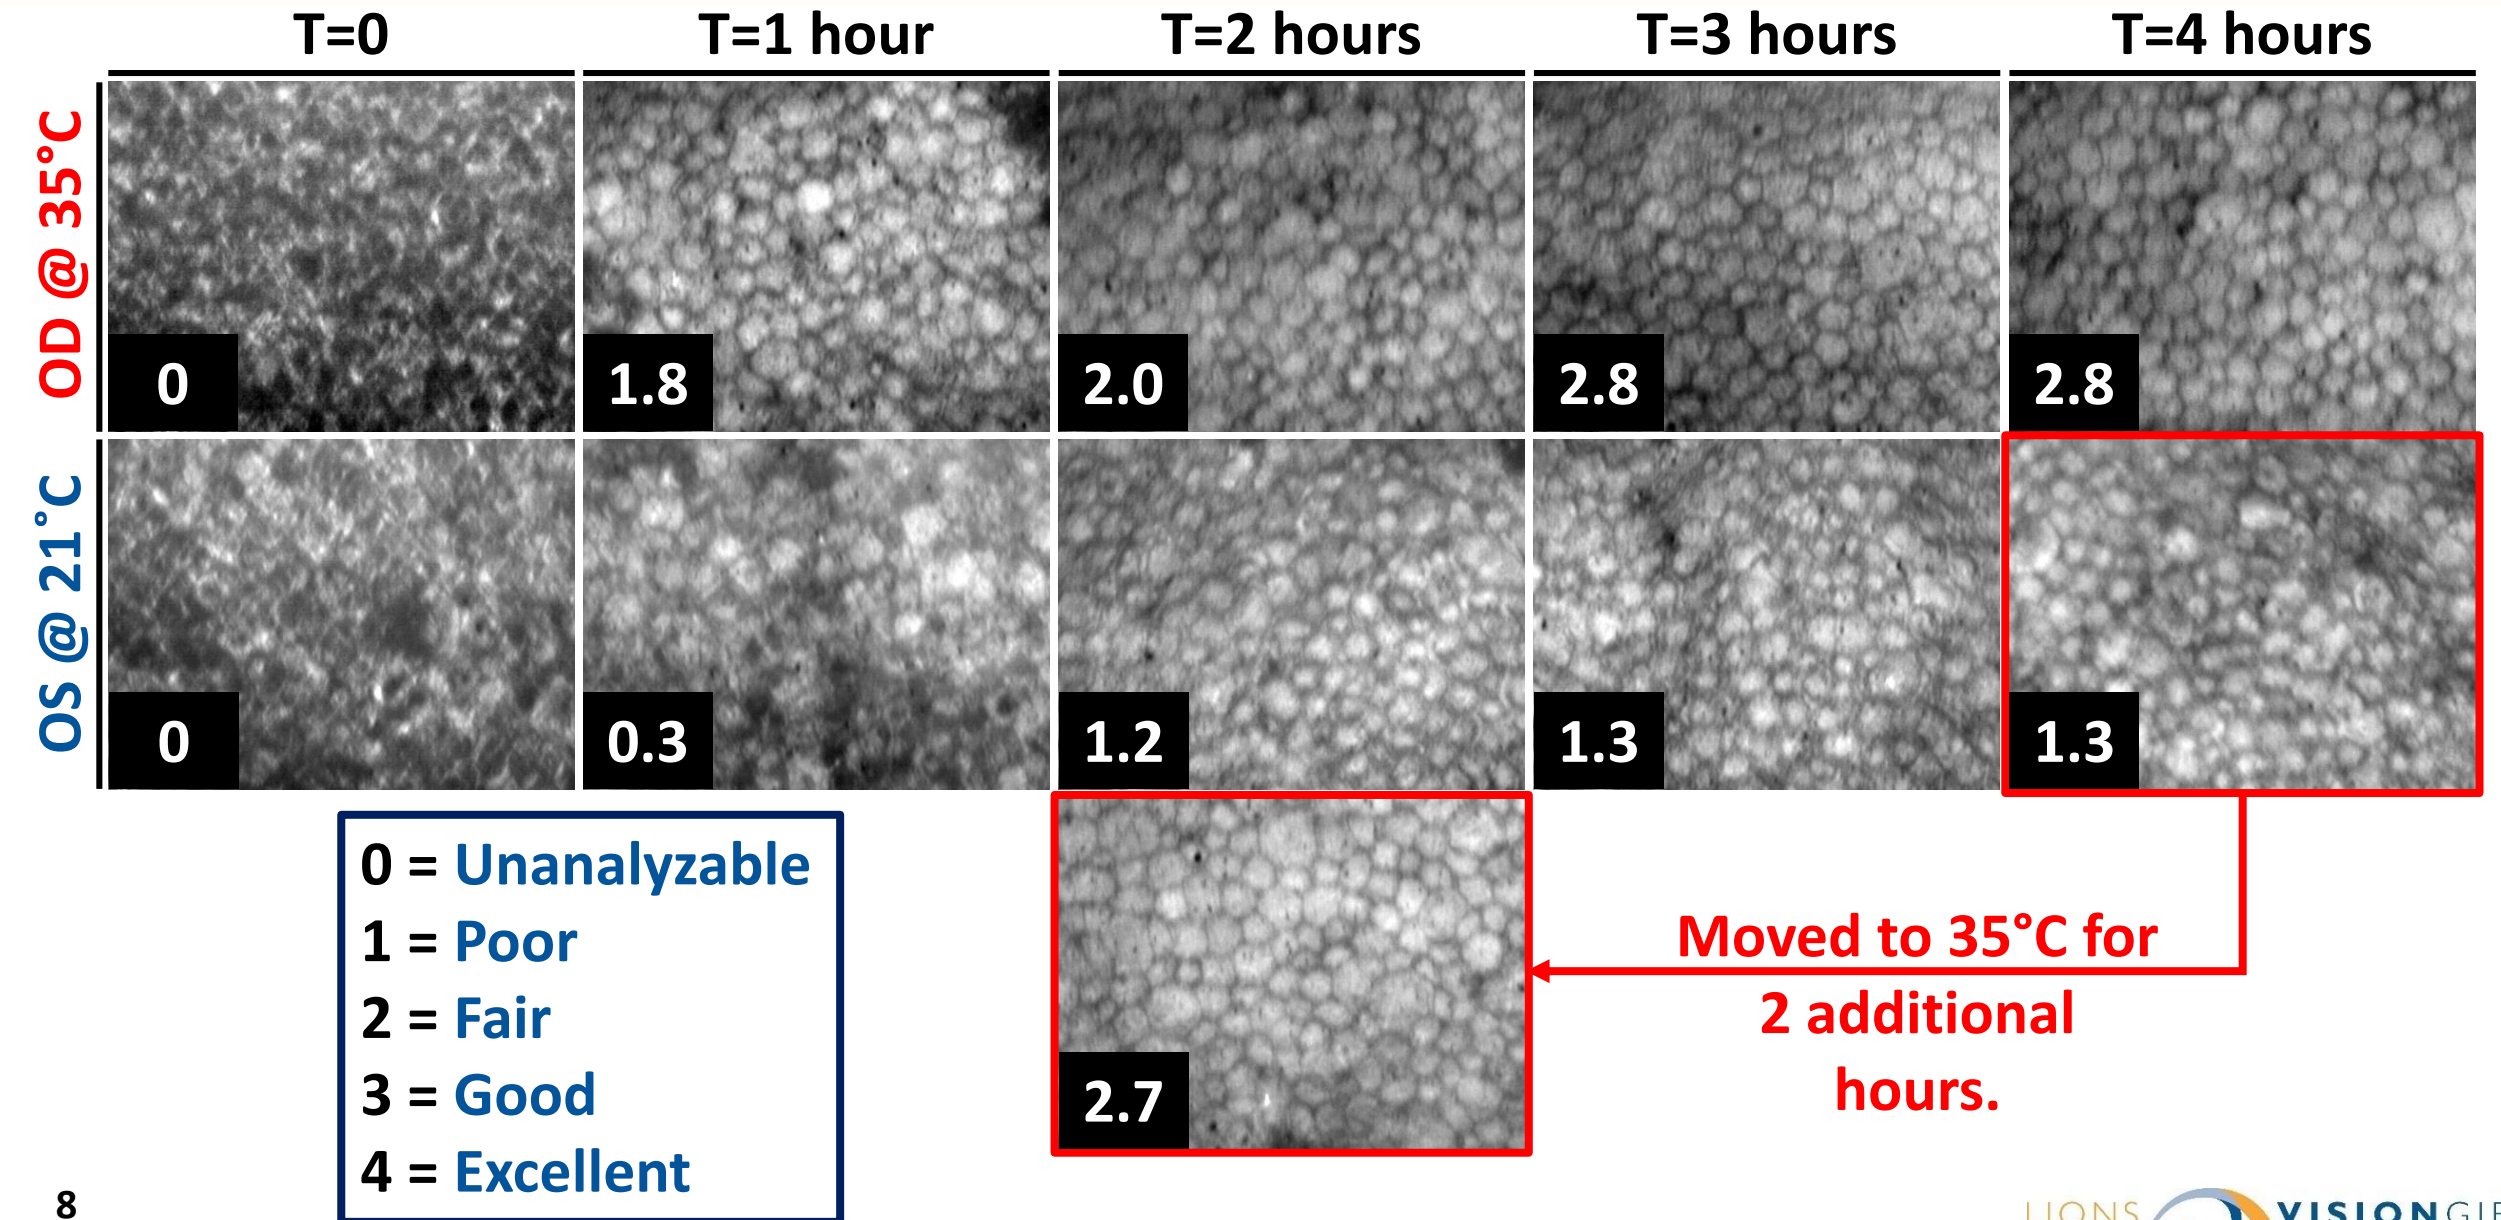 T=0
T=1 hour
T=2 hours
T=3 hours
T=4 hours
OD @ 35°C
0
1.8
2.0
2.8
2.8
OS @ 21°C
0
0.3
1.2
1.3
1.3
0 = Unanalyzable
1 = Poor
2 = Fair
3 = Good
4 = Excellent
2.7
Moved to 35°C for
2 additional
hours.
8
LIONS VISIONGIF